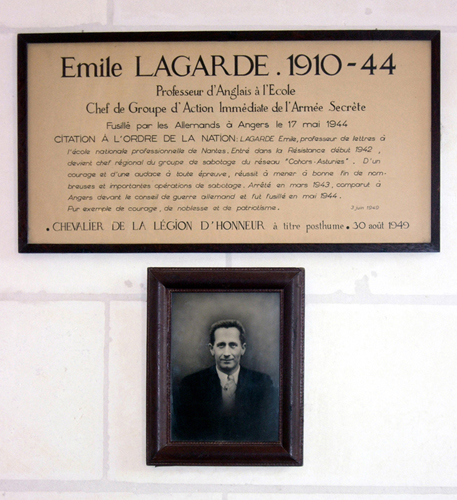 Emile LAGARDE . 1910 - 44
Professeur d'Anglais à l'Ecole
Chef de Groupe d'Action Immédiate de l'Armée Secrète
Fusillé par les Allemands à Angers le 17 mai 1944
CITATION À L'ORDRE DE LA NATION : LAGARDE Emile, professeur de lettres à
l'école nationale professionnelle de Nantes. Entré dans la Résistance début 1942,
devient chef régional du groupe de sabotage du réseau "Cohors-Asturies". D'un
courage et d'une audace à toute épreuve, réussit à mener à bonne fin de nom-
breuses et importantes opérations de sabotage. Arrêté en mars 1943, comparut à
Angers devant le conseil de guerre allemand et fut fusillé en mai 1944.
Pur exemple de courage, de noblesse et de patriotisme.
• CHEVALIER DE LA LÉGION D'HONNEUR à titre posthume • 30 août 1949